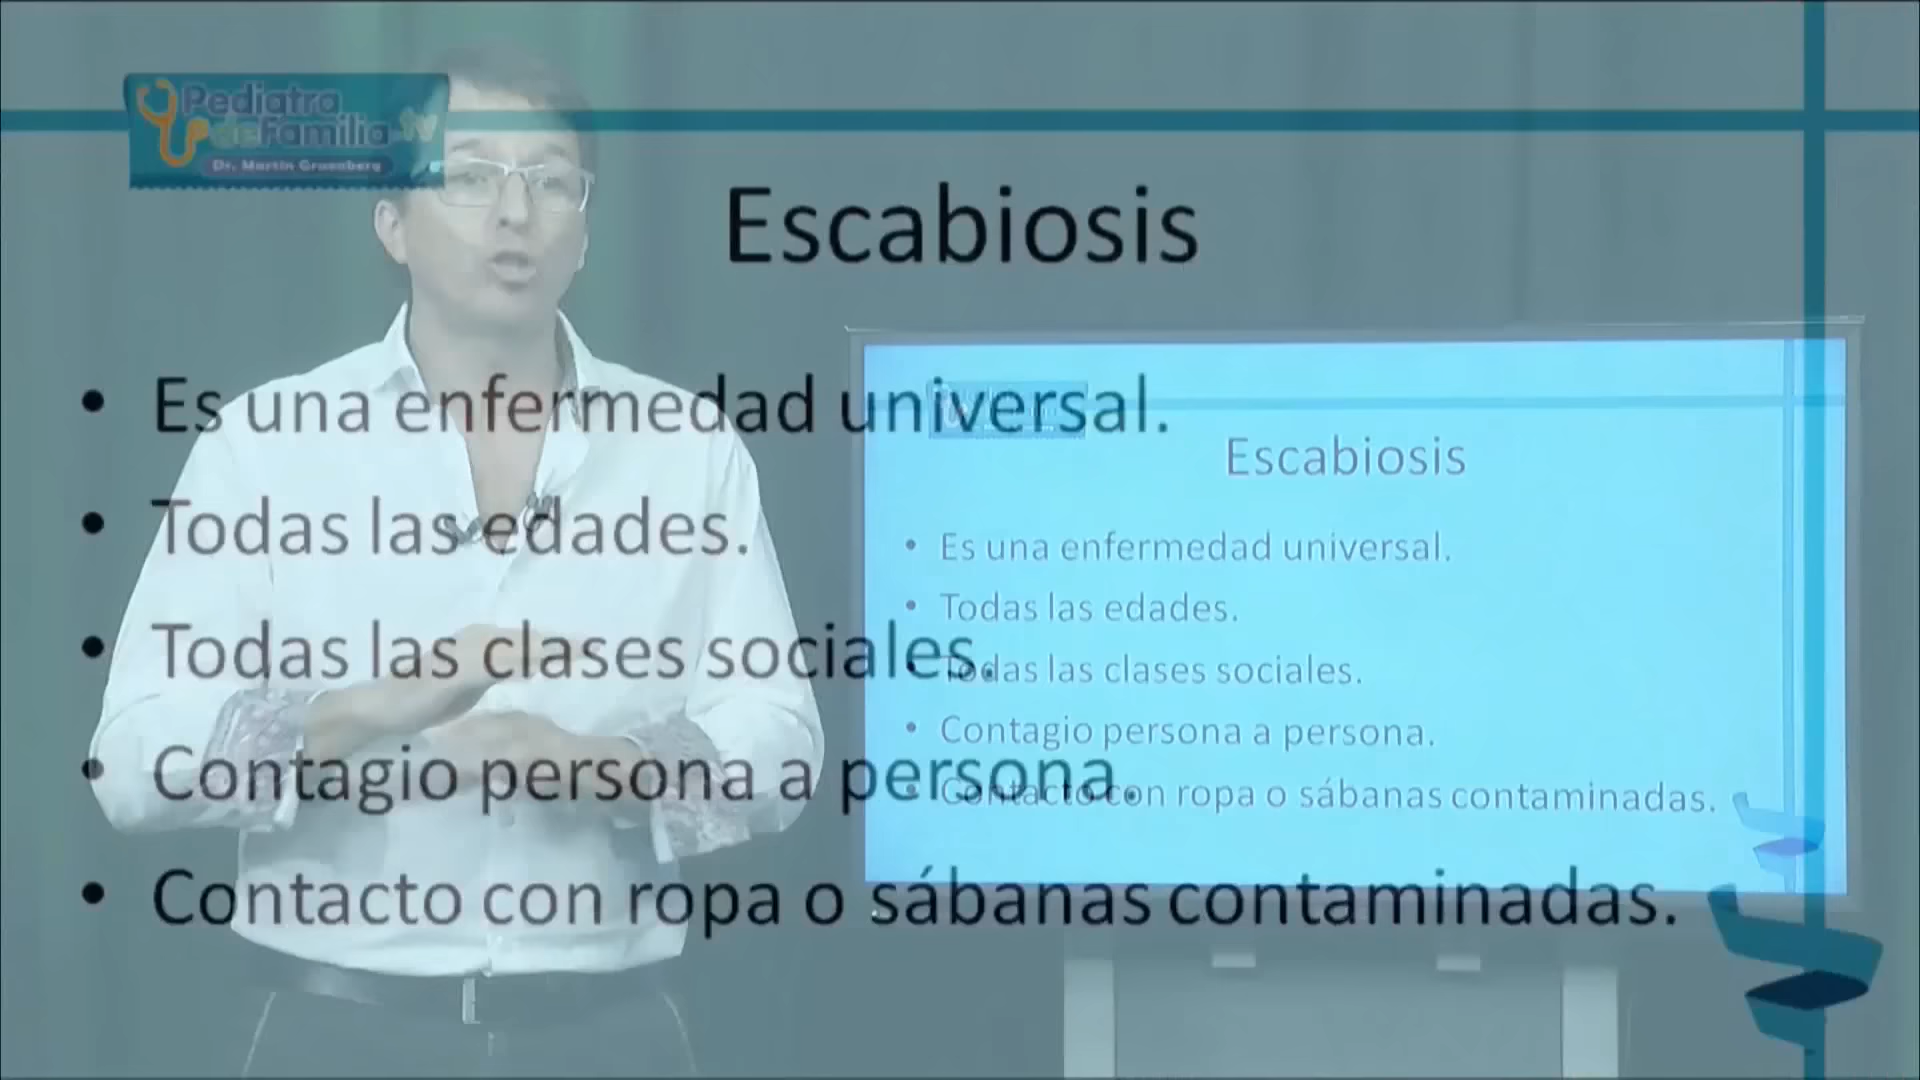 Pediatra
deFamilia.tv
Dr. Martín Gruenberg
Escabiosis
• Es una enfermedad universal.
• Todas las edades.
• Todas las clases sociales.
• Contagio persona a persona.
• Contacto con ropa o sábanas contaminadas.
Escabiosis
• Es una enfermedad universal.
• Todas las edades.
• Todas las clases sociales.
• Contagio persona a persona.
• Contacto con ropa o sábanas contaminadas.